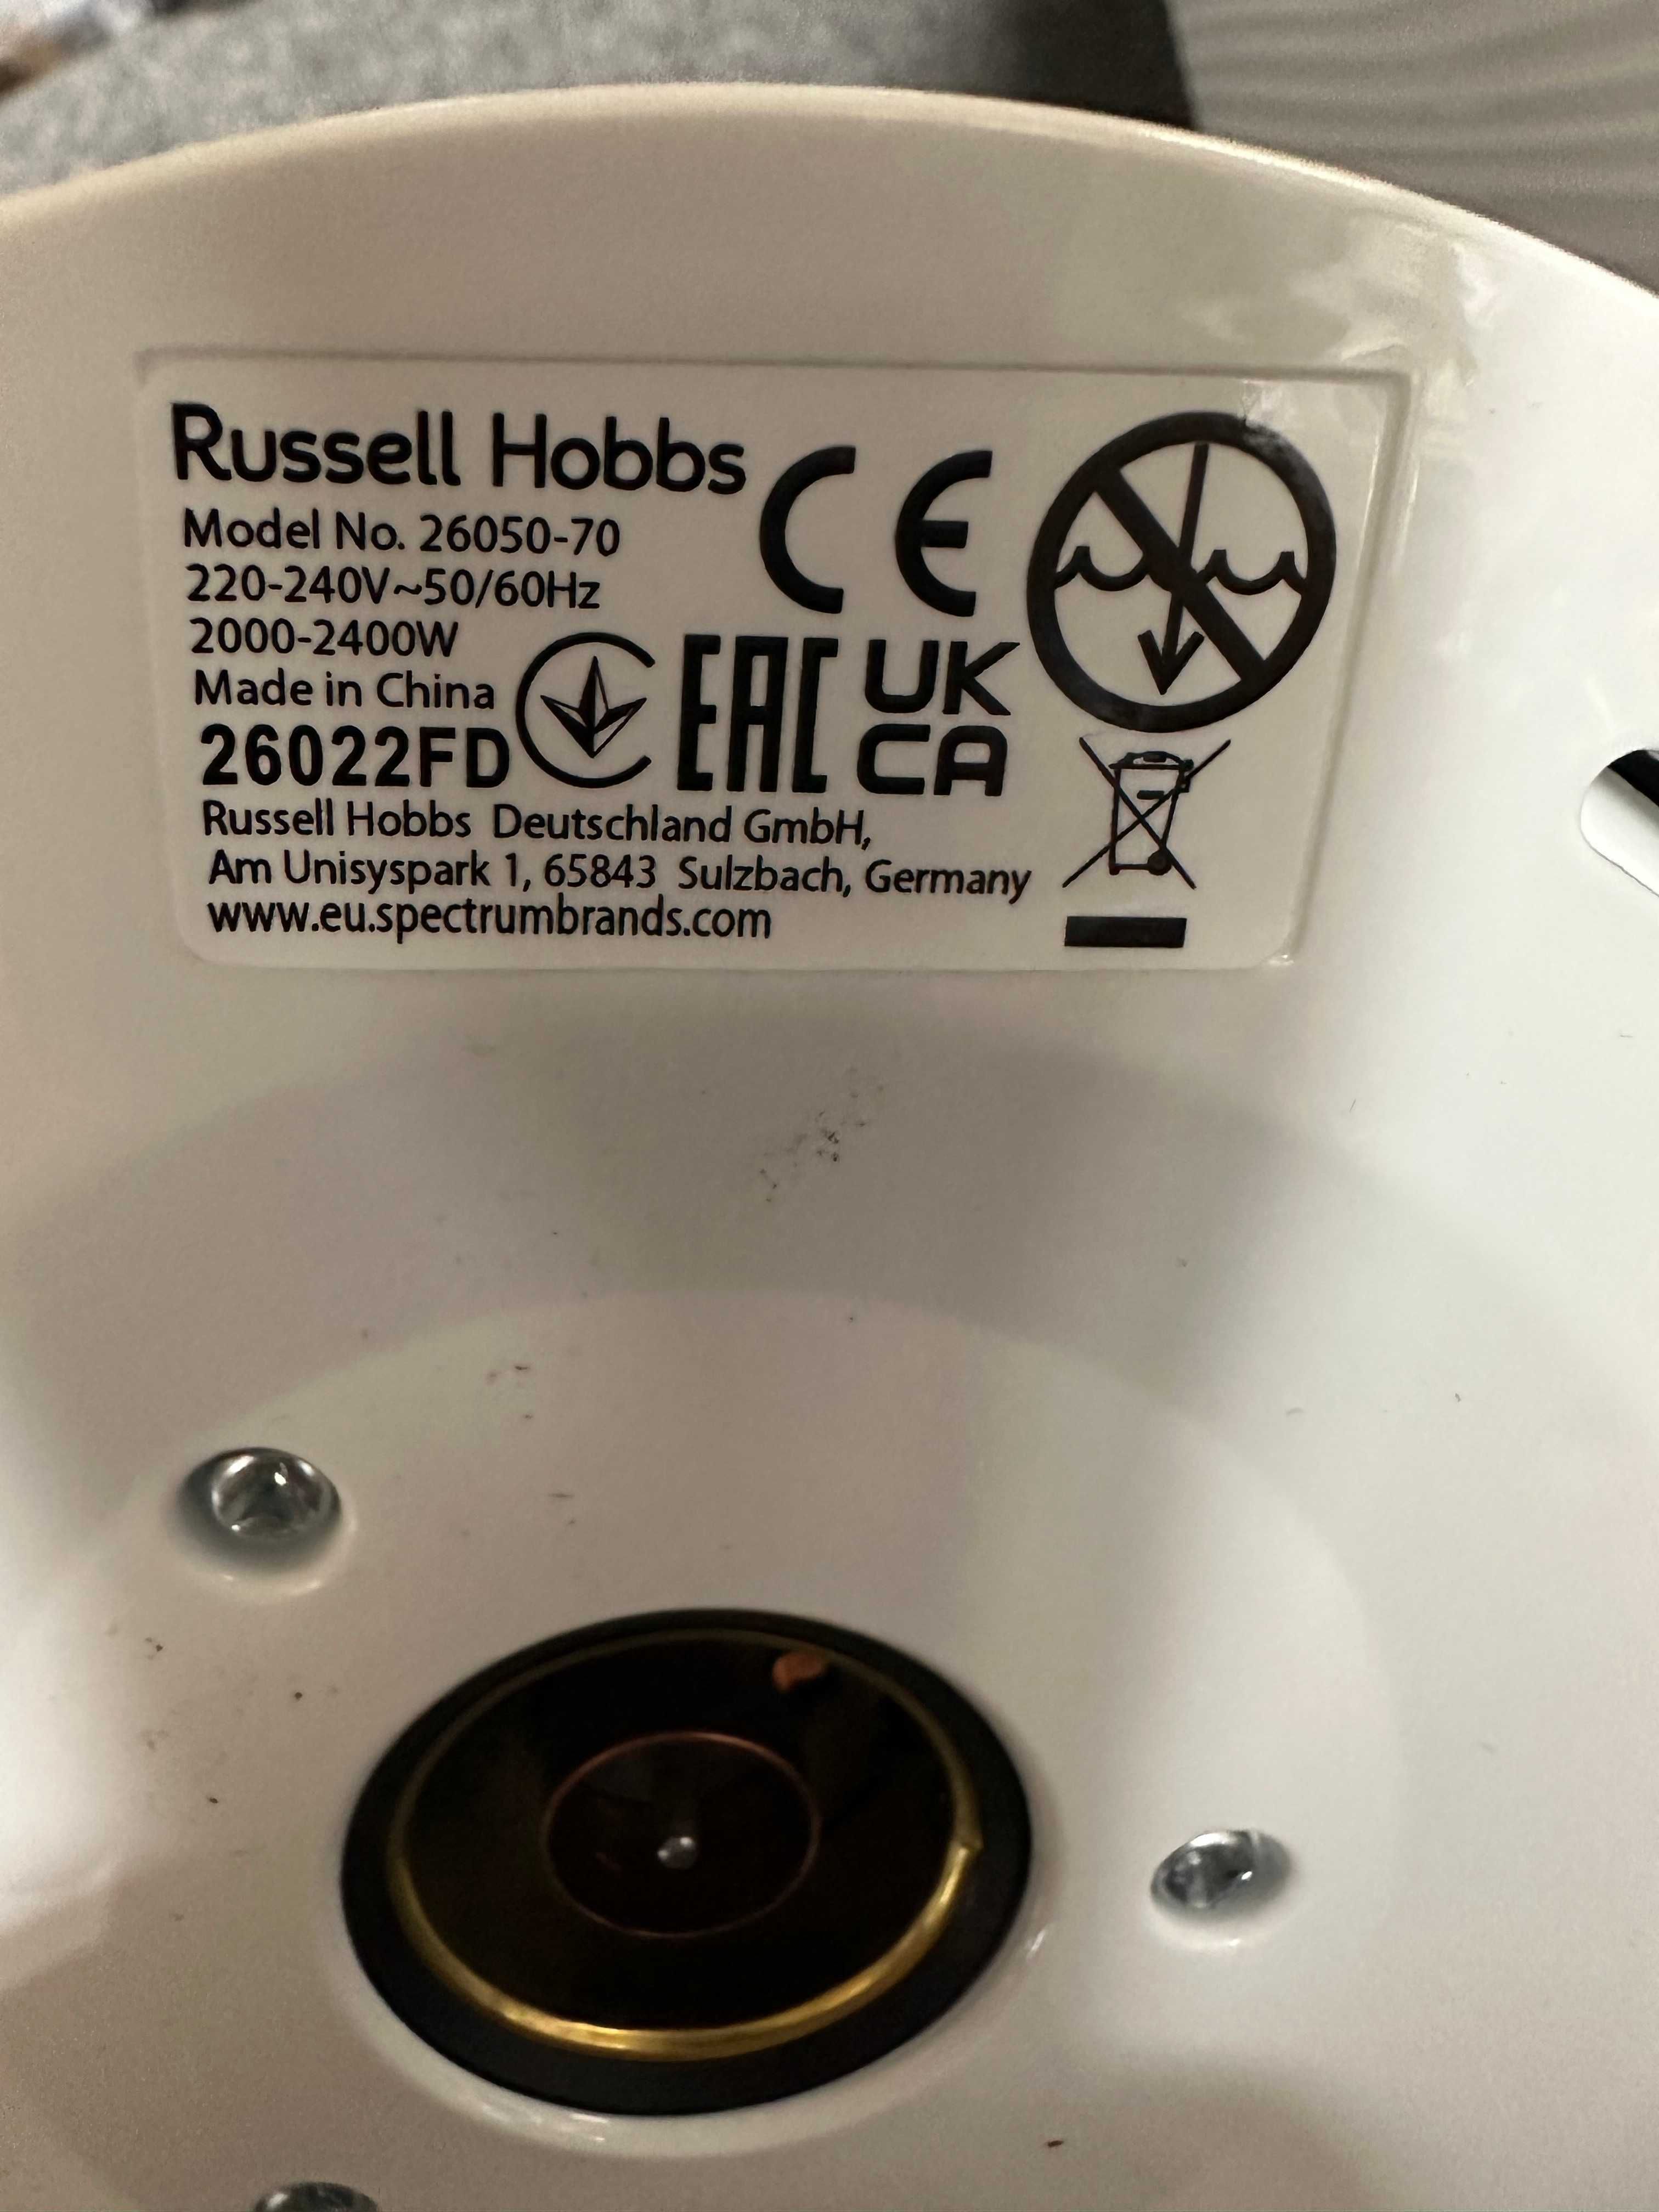 Russell Hobbs
CE
Model No. 26050-70
220-240V~50/60Hz
2000-2400W
Made in China
EAC
UK
CA
26022FD
Russell Hobbs Deutschland GmbH,
Am Unisyspark 1, 65843 Sulzbach, Germany
www.eu.spectrumbrands.com